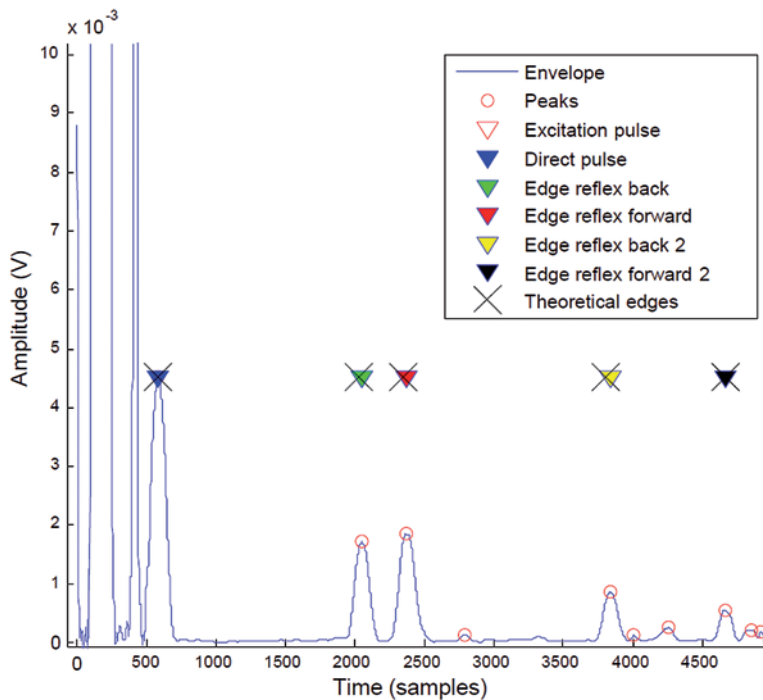 x 10⁻³
10
9
8
7
6
5
4
3
2
1
0
Amplitude (V)
Envelope
Peaks
Excitation pulse
Direct pulse
Edge reflex back
Edge reflex forward
Edge reflex back 2
Edge reflex forward 2
Theoretical edges
0 500 1000 1500 2000 2500 3000 3500 4000 4500
Time (samples)